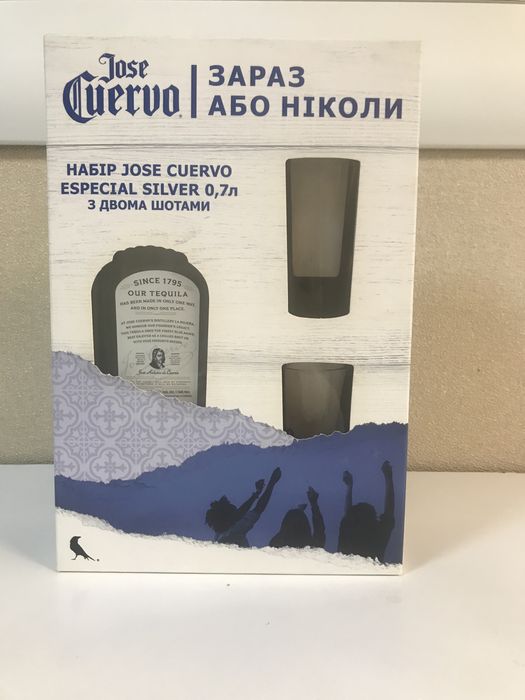 Jose
Cuervo
ЗАРАЗ
АБО НІКОЛИ
НАБІР JOSE CUERVO
ESPECIAL SILVER 0,7л
З ДВОМА ШОТАМИ
SINCE 1795
OUR TEQUILA
HAS BEEN MADE IN ONLY ONE WAY,
AND IN ONLY ONE PLACE.